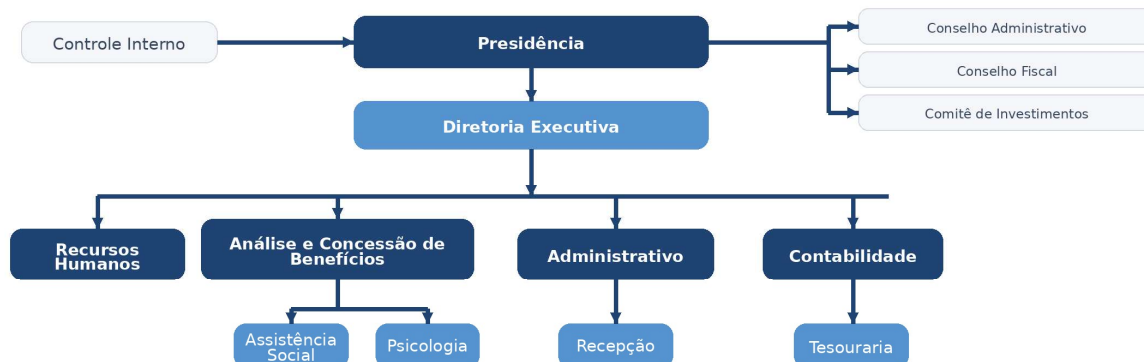 Controle Interno
Presidência
Conselho Administrativo
Conselho Fiscal
Comitê de Investimentos
Diretoria Executiva
Recursos
Humanos
Análise e Concessão de
Benefícios
Administrativo
Contabilidade
Assistência
Social
Psicologia
Recepção
Tesouraria